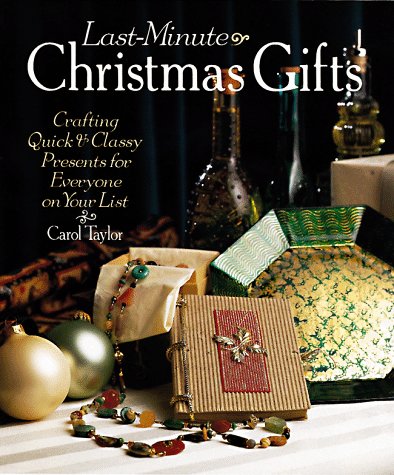 Last-Minute
Christmas Gifts
Crafting
Quick & Classy
Presents for
Everyone
on Your List
Carol Taylor